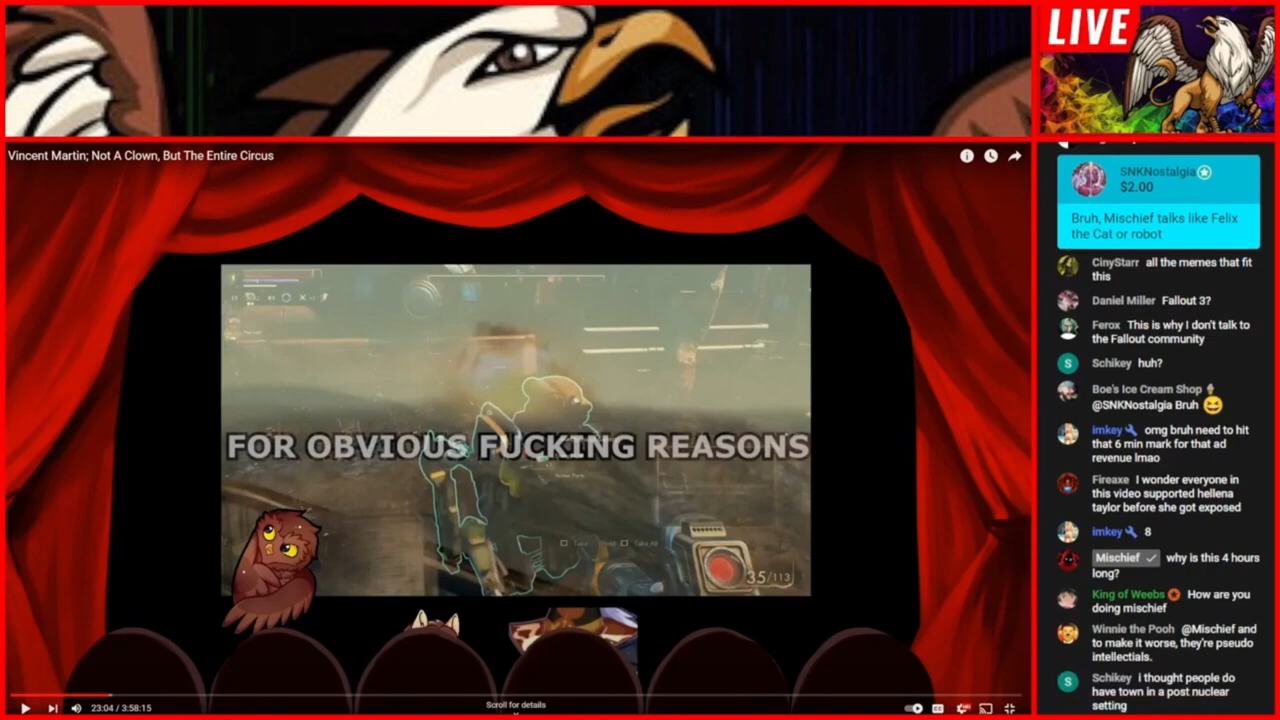 LIVE
Vincent Martin; Not A Clown, But The Entire Circus
FOR OBVIOUS FUCKING REASONS
35/113
23:04 / 3:58:15
Scroll for details
SNKNostalgia
$2.00
Bruh, Mischief talks like Felix
the Cat or robot
CinyStarr all the memes that fit
this
Daniel Miller Fallout 3?
Ferox This is why I don't talk to
the Fallout community
S
Schikey huh?
Boe's Ice Cream Shop
@SNKNostalgia Bruh
imkey omg bruh need to hit
that 6 min mark for that ad
revenue lmao
Fireaxe I wonder everyone in
this video supported hellena
taylor before she got exposed
imkey 8
Mischief why is this 4 hours
long?
King of Weebs How are you
doing mischief
Winnie the Pooh @Mischief and
to make it worse, they're pseudo
intellectials.
S
Schikey i thought people do
have town in a post nuclear
setting